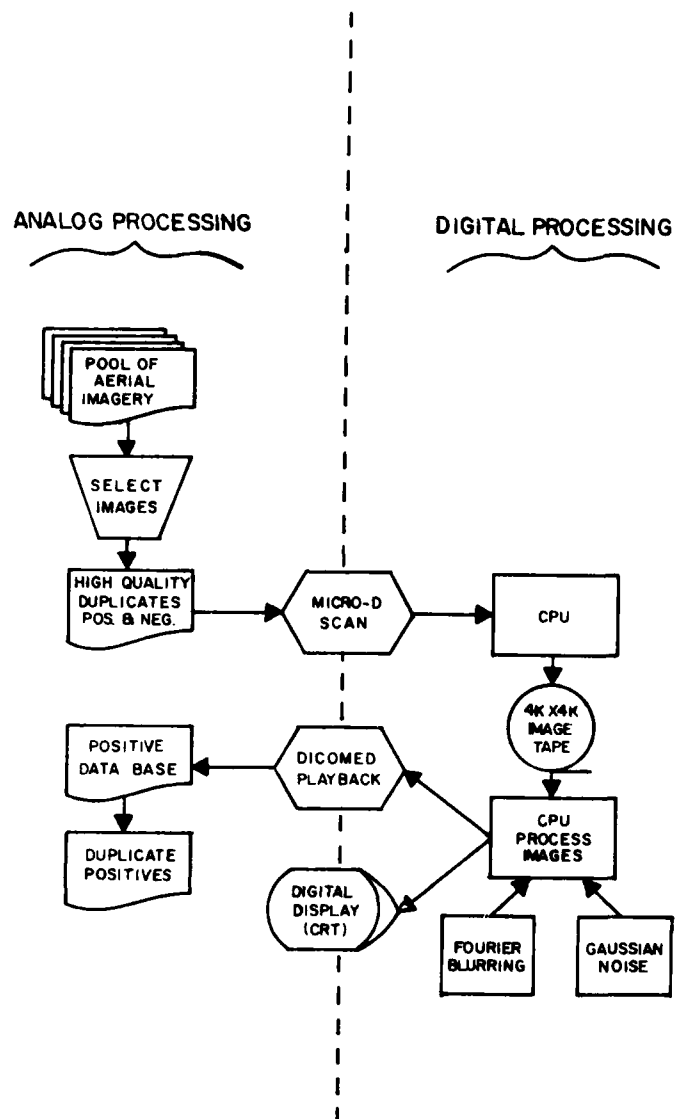 ANALOG PROCESSING
DIGITAL PROCESSING
POOL OF
AERIAL
IMAGERY
SELECT
IMAGES
HIGH QUALITY
DUPLICATES
POS. & NEG.
MICRO-D
SCAN
CPU
4K X4K
IMAGE
TAPE
POSITIVE
DATA BASE
DICOMED
PLAYBACK
CPU
PROCESS
IMAGES
DUPLICATE
POSITIVES
DIGITAL
DISPLAY
(CRT)
FOURIER
BLURRING
GAUSSIAN
NOISE